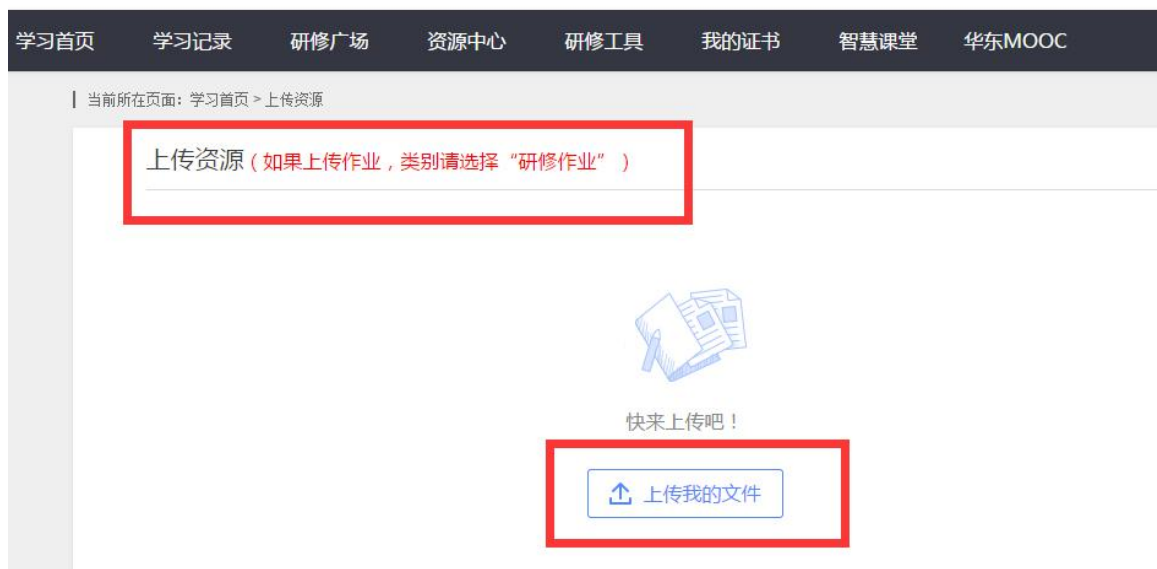 学习首页 学习记录 研修广场 资源中心 研修工具 我的证书 智慧课堂 华东MOOC
当前所在页面：学习首页 > 上传资源
上传资源（如果上传作业，类别请选择“研修作业”）
快来上传吧！
上传我的文件